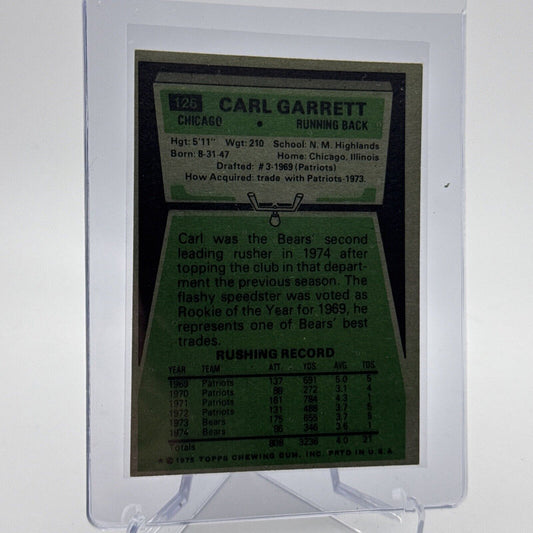 126 CARL GARRETT
CHICAGO • RUNNING BACK
Hgt: 5'11" Wgt: 210 School: N. M. Highlands
Born: 8-31-47 Home: Chicago, Illinois
Drafted: #3-1969 (Patriots)
How Acquired: trade with Patriots-1973.
Carl was the Bears' second
leading rusher in 1974 after
topping the club in that depart-
ment the previous season. The
flashy speedster was voted as
Rookie of the Year for 1969, he
represents one of Bears' best
trades.
RUSHING RECORD
YEAR TEAM ATT. YDS. AVG. TDS
1969 Patriots 137 691 5.0 5
1970 Patriots 88 272 3.1 4
1971 Patriots 181 784 4.3 1
1972 Patriots 131 488 3.7 5
1973 Bears 175 655 3.7 5
1974 Bears 96 346 3.6 1
Totals 808 3236 4.0 21
* © 1975 TOPPS CHEWING GUM, INC. PRTD IN U.S.A.